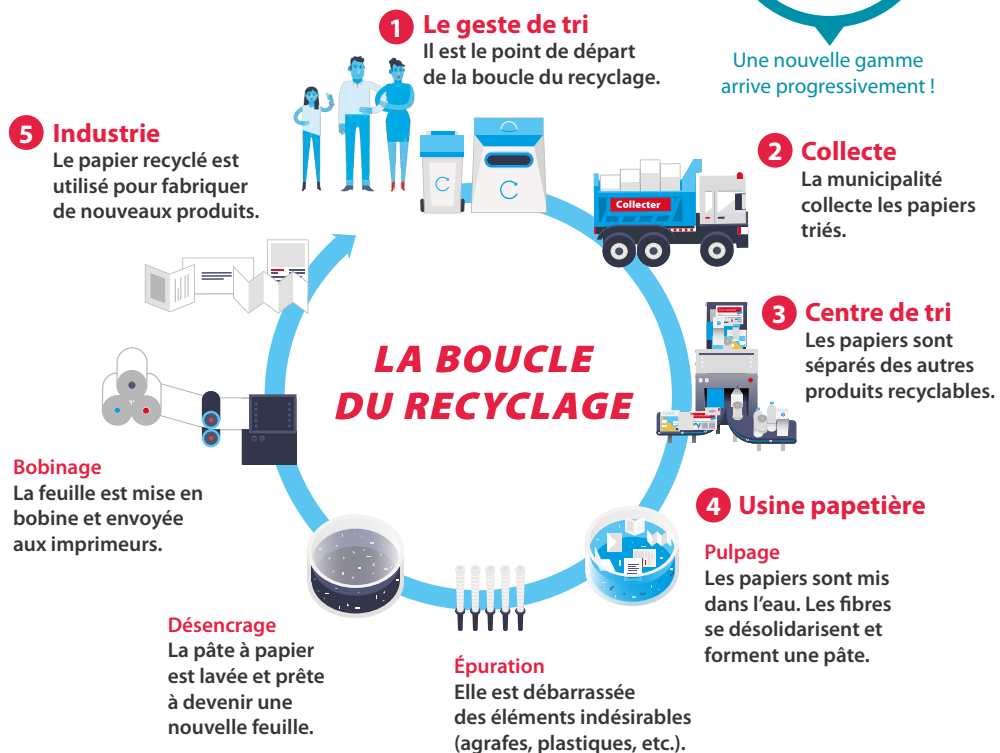 Une nouvelle gamme
arrive progressivement !
1 Le geste de tri
Il est le point de départ
de la boucle du recyclage.
2 Collecte
La municipalité
collecte les papiers
triés.
Collecter
3 Centre de tri
Les papiers sont
séparés des autres
produits recyclables.
4 Usine papetière
Pulpage
Les papiers sont mis
dans l’eau. Les fibres
se désolidarisent et
forment une pâte.
Épuration
Elle est débarrassée
des éléments indésirables
(agrafes, plastiques, etc.).
Désencrage
La pâte à papier
est lavée et prête
à devenir une
nouvelle feuille.
Bobinage
La feuille est mise en
bobine et envoyée
aux imprimeurs.
5 Industrie
Le papier recyclé est
utilisé pour fabriquer
de nouveaux produits.
LA BOUCLE
DU RECYCLAGE